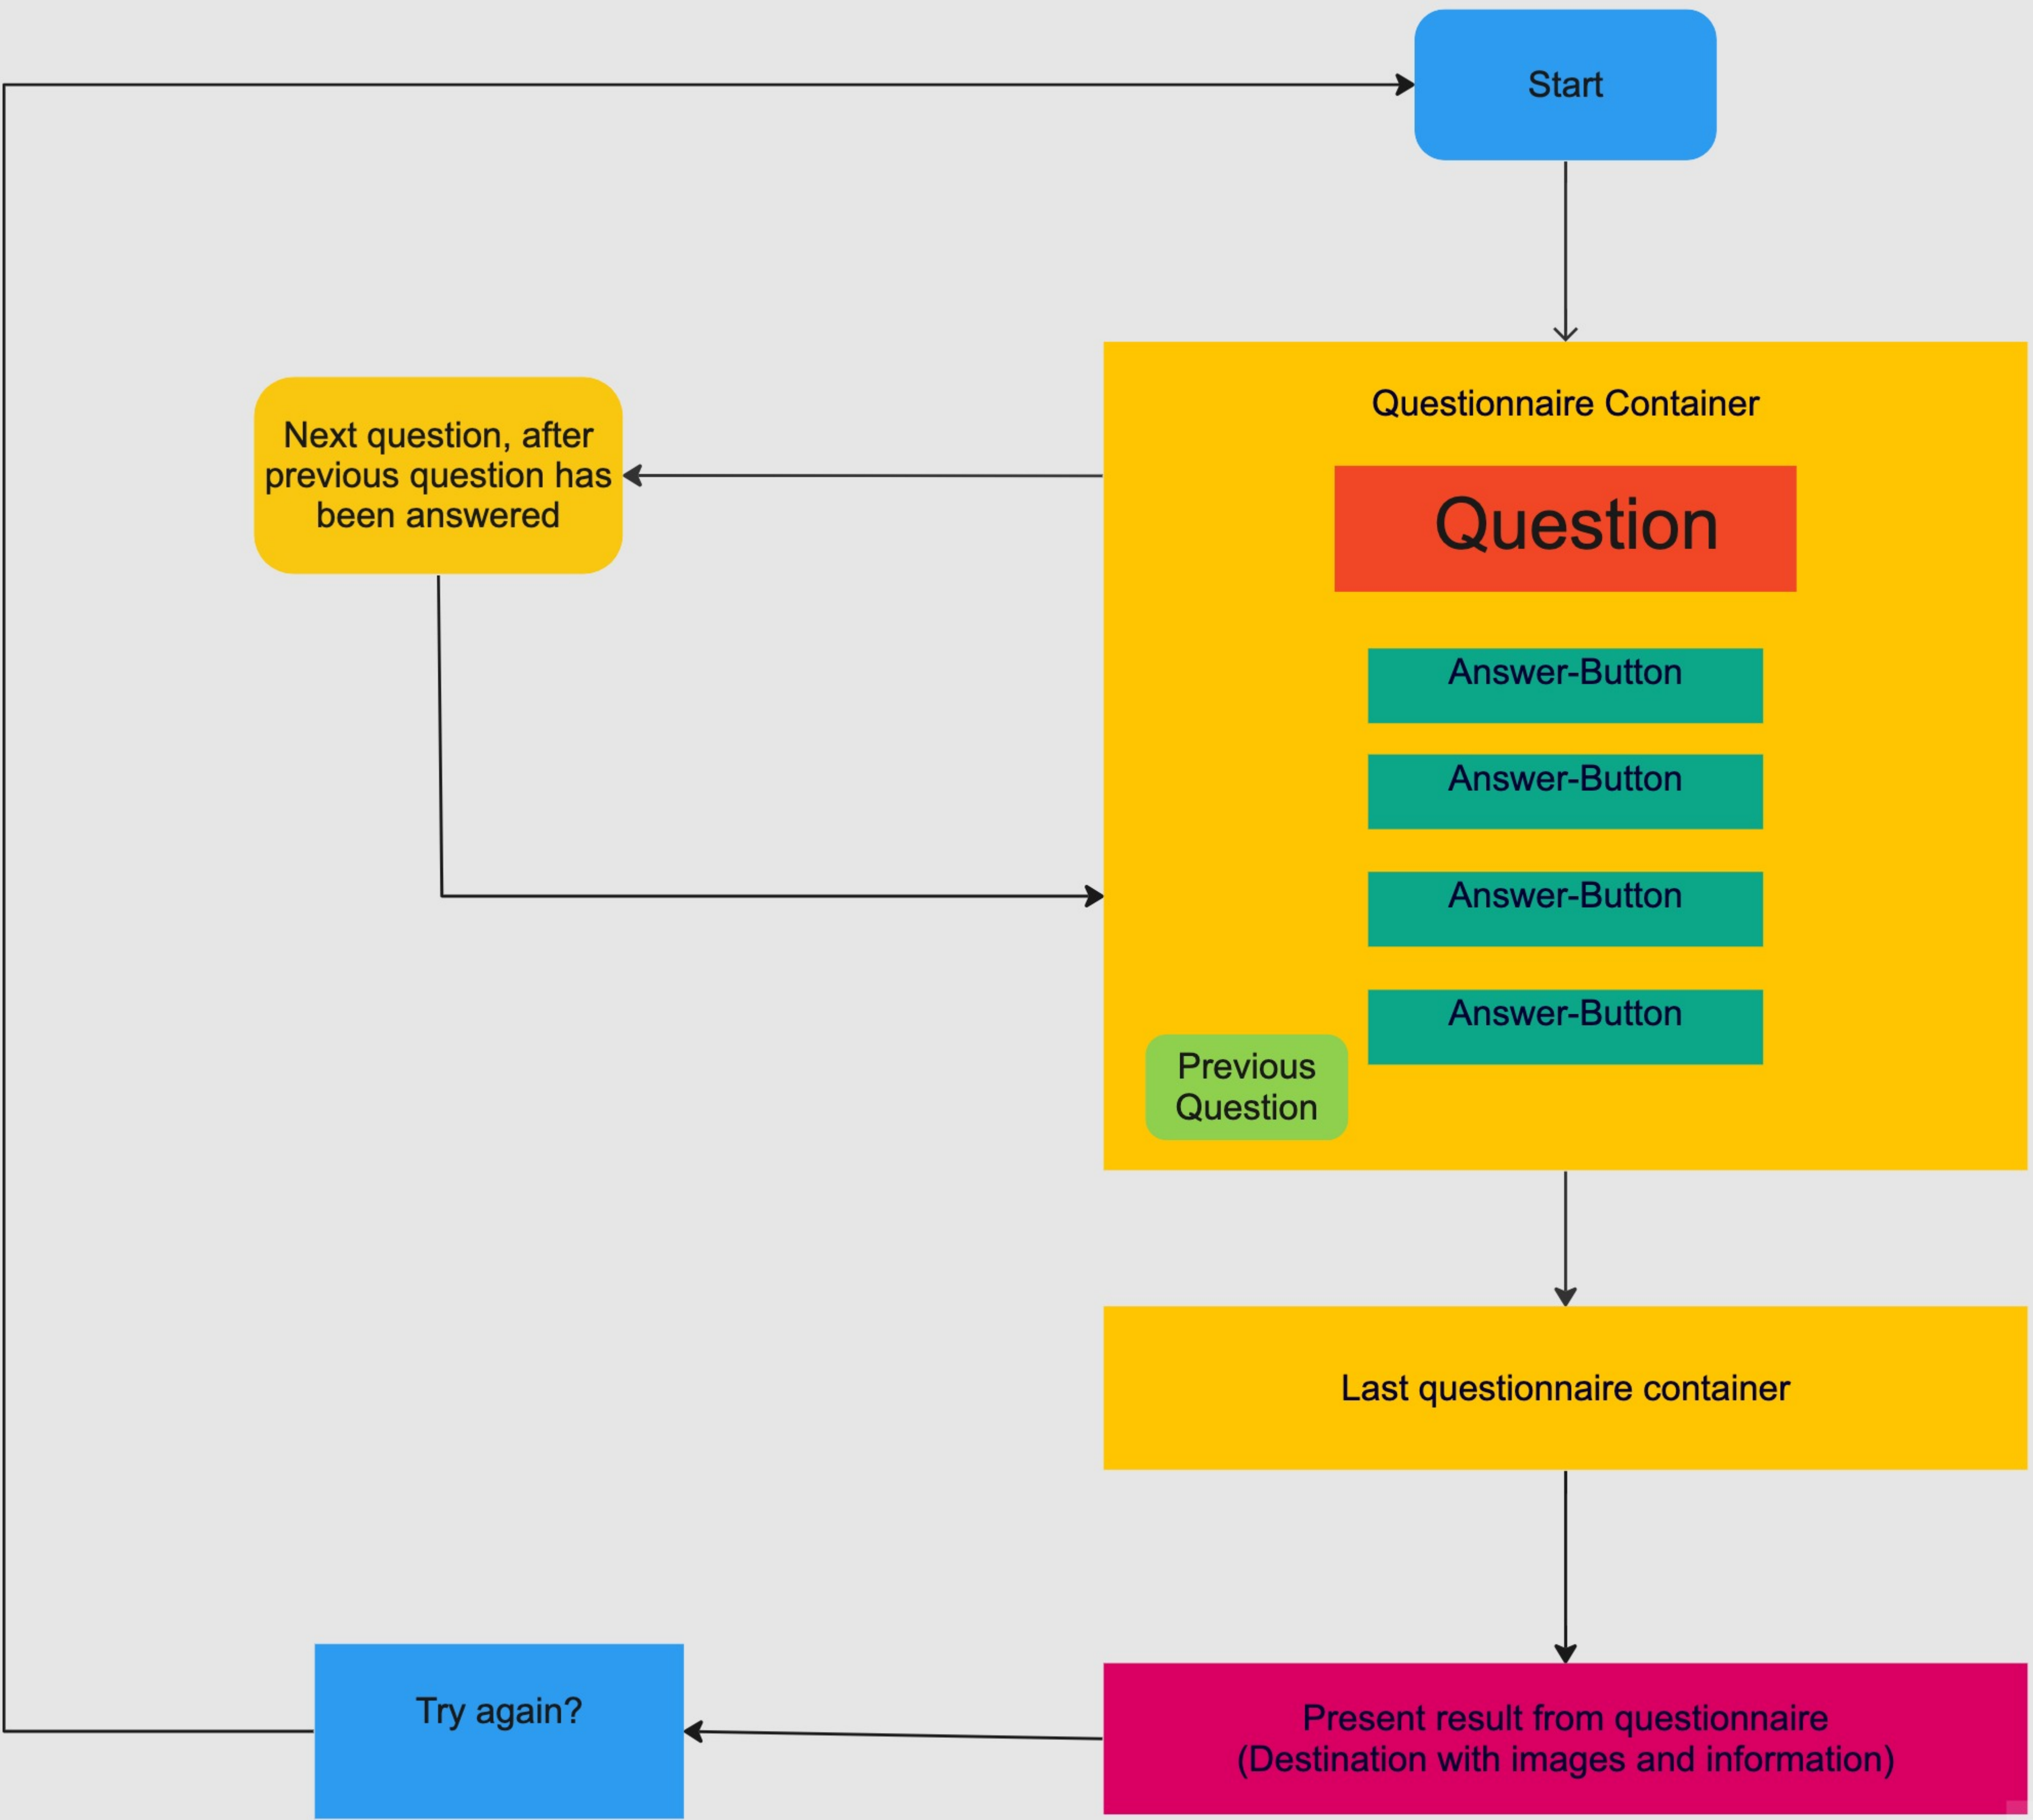 Start
Questionnaire Container
Next question, after
previous question has
been answered
Question
Answer-Button
Answer-Button
Answer-Button
Answer-Button
Previous
Question
Last questionnaire container
Try again?
Present result from questionnaire
(Destination with images and information)